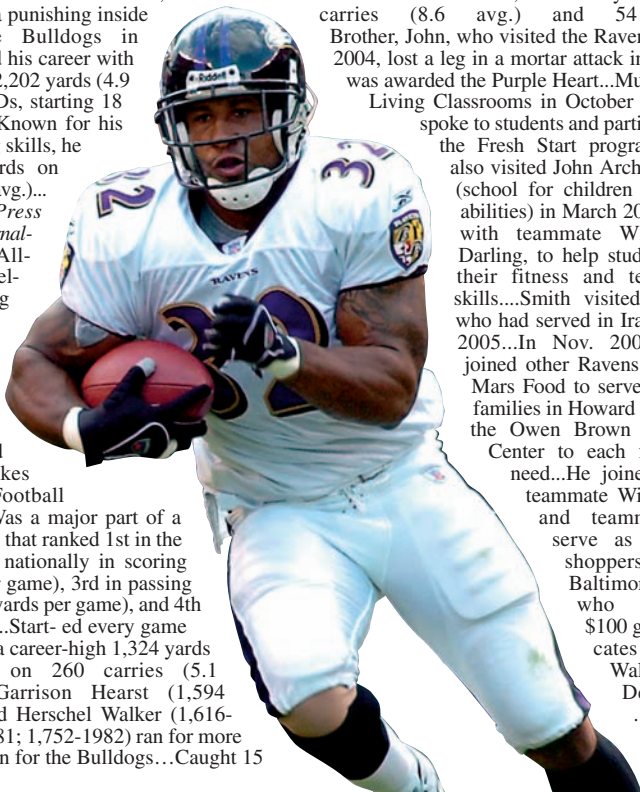 punishing inside
Bulldogs in
his career with
2,202 yards (4.9
Ds, starting 18
Known for his
skills, he
rds on
avg.)...
Press
nal-
All-
el-
g
kes
Football
Was a major part of a
that ranked 1st in the
nationally in scoring
game), 3rd in passing
yards per game), and 4th
..Start- ed every game
a career-high 1,324 yards
on 260 carries (5.1
Garrison Hearst (1,594
d Herschel Walker (1,616-
81; 1,752-1982) ran for more
n for the Bulldogs…Caught 15
carries (8.6 avg.) and 54
Brother, John, who visited the Raven
2004, lost a leg in a mortar attack in
was awarded the Purple Heart...Mu
Living Classrooms in October
spoke to students and parti
the Fresh Start progra
also visited John Arch
(school for children
abilities) in March 20
with teammate W
Darling, to help stud
their fitness and te
skills....Smith visited
who had served in Ira
2005...In Nov. 200
joined other Ravens
Mars Food to serve
families in Howard
the Owen Brown
Center to each
need...He joine
teammate Wi
and teamm
serve as
shoppers
Baltimor
who
$100 g
cates
Wal
De
Riddell
32
RAVENS
32